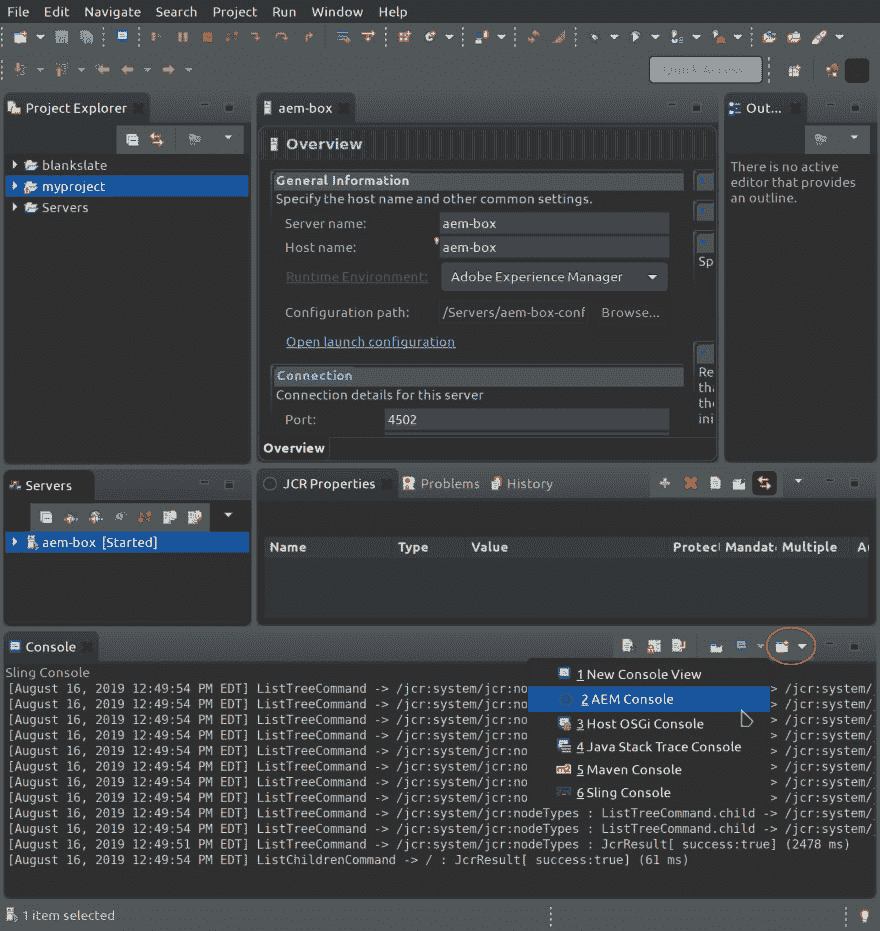 File Edit Navigate Search Project Run Window Help
Quick Access
Project Explorer
blankslate
myproject
Servers
aem-box
Overview
General Information
Specify the host name and other common settings.
Server name: aem-box
Host name: aem-box
Runtime Environment: Adobe Experience Manager
Configuration path: /Servers/aem-box-conf Browse...
Open launch configuration
Connection
Connection details for this server
Port: 4502
Overview
Sp
Re
tha
the
ini
Out...
There is no active
editor that provides
an outline.
Servers
aem-box [Started]
JCR Properties Problems History
Name Type Value Protect Mandat Multiple A
Console
Sling Console
1 New Console View
2 AEM Console
3 Host OSGi Console
4 Java Stack Trace Console
5 Maven Console
6 Sling Console
[August 16, 2019 12:49:54 PM EDT] ListTreeCommand -> /jcr:system/jcr:no > /jcr:system/
[August 16, 2019 12:49:54 PM EDT] ListTreeCommand -> /jcr:system/jcr:no > /jcr:system/
[August 16, 2019 12:49:54 PM EDT] ListTreeCommand -> /jcr:system/jcr:no > /jcr:system/
[August 16, 2019 12:49:54 PM EDT] ListTreeCommand -> /jcr:system/jcr:no > /jcr:system/
[August 16, 2019 12:49:54 PM EDT] ListTreeCommand -> /jcr:system/jcr:no > /jcr:system/
[August 16, 2019 12:49:54 PM EDT] ListTreeCommand -> /jcr:system/jcr:no > /jcr:system/
[August 16, 2019 12:49:54 PM EDT] ListTreeCommand -> /jcr:system/jcr:no > /jcr:system/
[August 16, 2019 12:49:54 PM EDT] ListTreeCommand -> /jcr:system/jcr:no > /jcr:system/
[August 16, 2019 12:49:54 PM EDT] ListTreeCommand -> /jcr:system/jcr:nodeTypes : ListTreeCommand.child -> /jcr:system/
[August 16, 2019 12:49:54 PM EDT] ListTreeCommand -> /jcr:system/jcr:nodeTypes : ListTreeCommand.child -> /jcr:system/
[August 16, 2019 12:49:51 PM EDT] ListTreeCommand -> /jcr:system/jcr:nodeTypes : JcrResult[ success:true] (2478 ms)
[August 16, 2019 12:49:51 PM EDT] ListChildrenCommand -> / : JcrResult[ success:true] (61 ms)
1 item selected